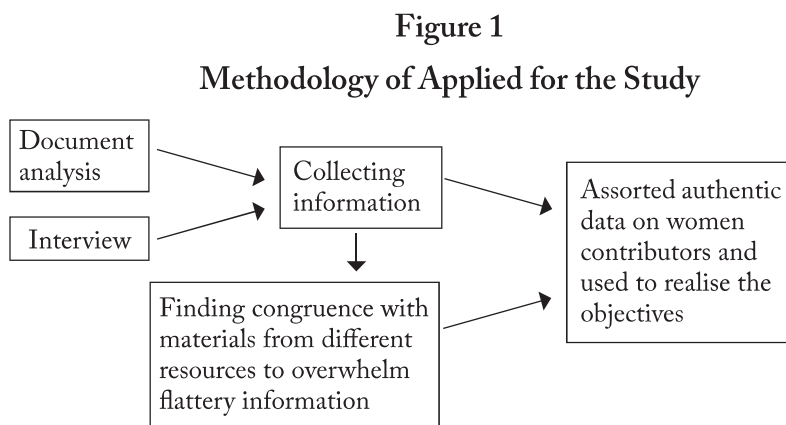 Figure 1
Methodology of Applied for the Study
Document
analysis
Interview
Collecting
information
Finding congruence with
materials from different
resources to overwhelm
flattery information
Assorted authentic
data on women
contributors and
used to realise the
objectives